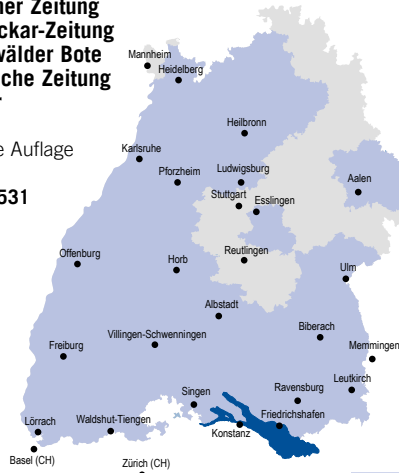 ner Zeitung
ckar-Zeitung
wälder Bote
che Zeitung
e Auflage
531
Mannheim
Heidelberg
Heilbronn
Karlsruhe
Pforzheim
Ludwigsburg
Stuttgart
Esslingen
Aalen
Offenburg
Horb
Reutlingen
Ulm
Albstadt
Villingen-Schwenningen
Biberach
Freiburg
Memmingen
Singen
Ravensburg
Leutkirch
Lörrach
Waldshut-Tiengen
Konstanz
Friedrichshafen
Basel (CH)
Zürich (CH)